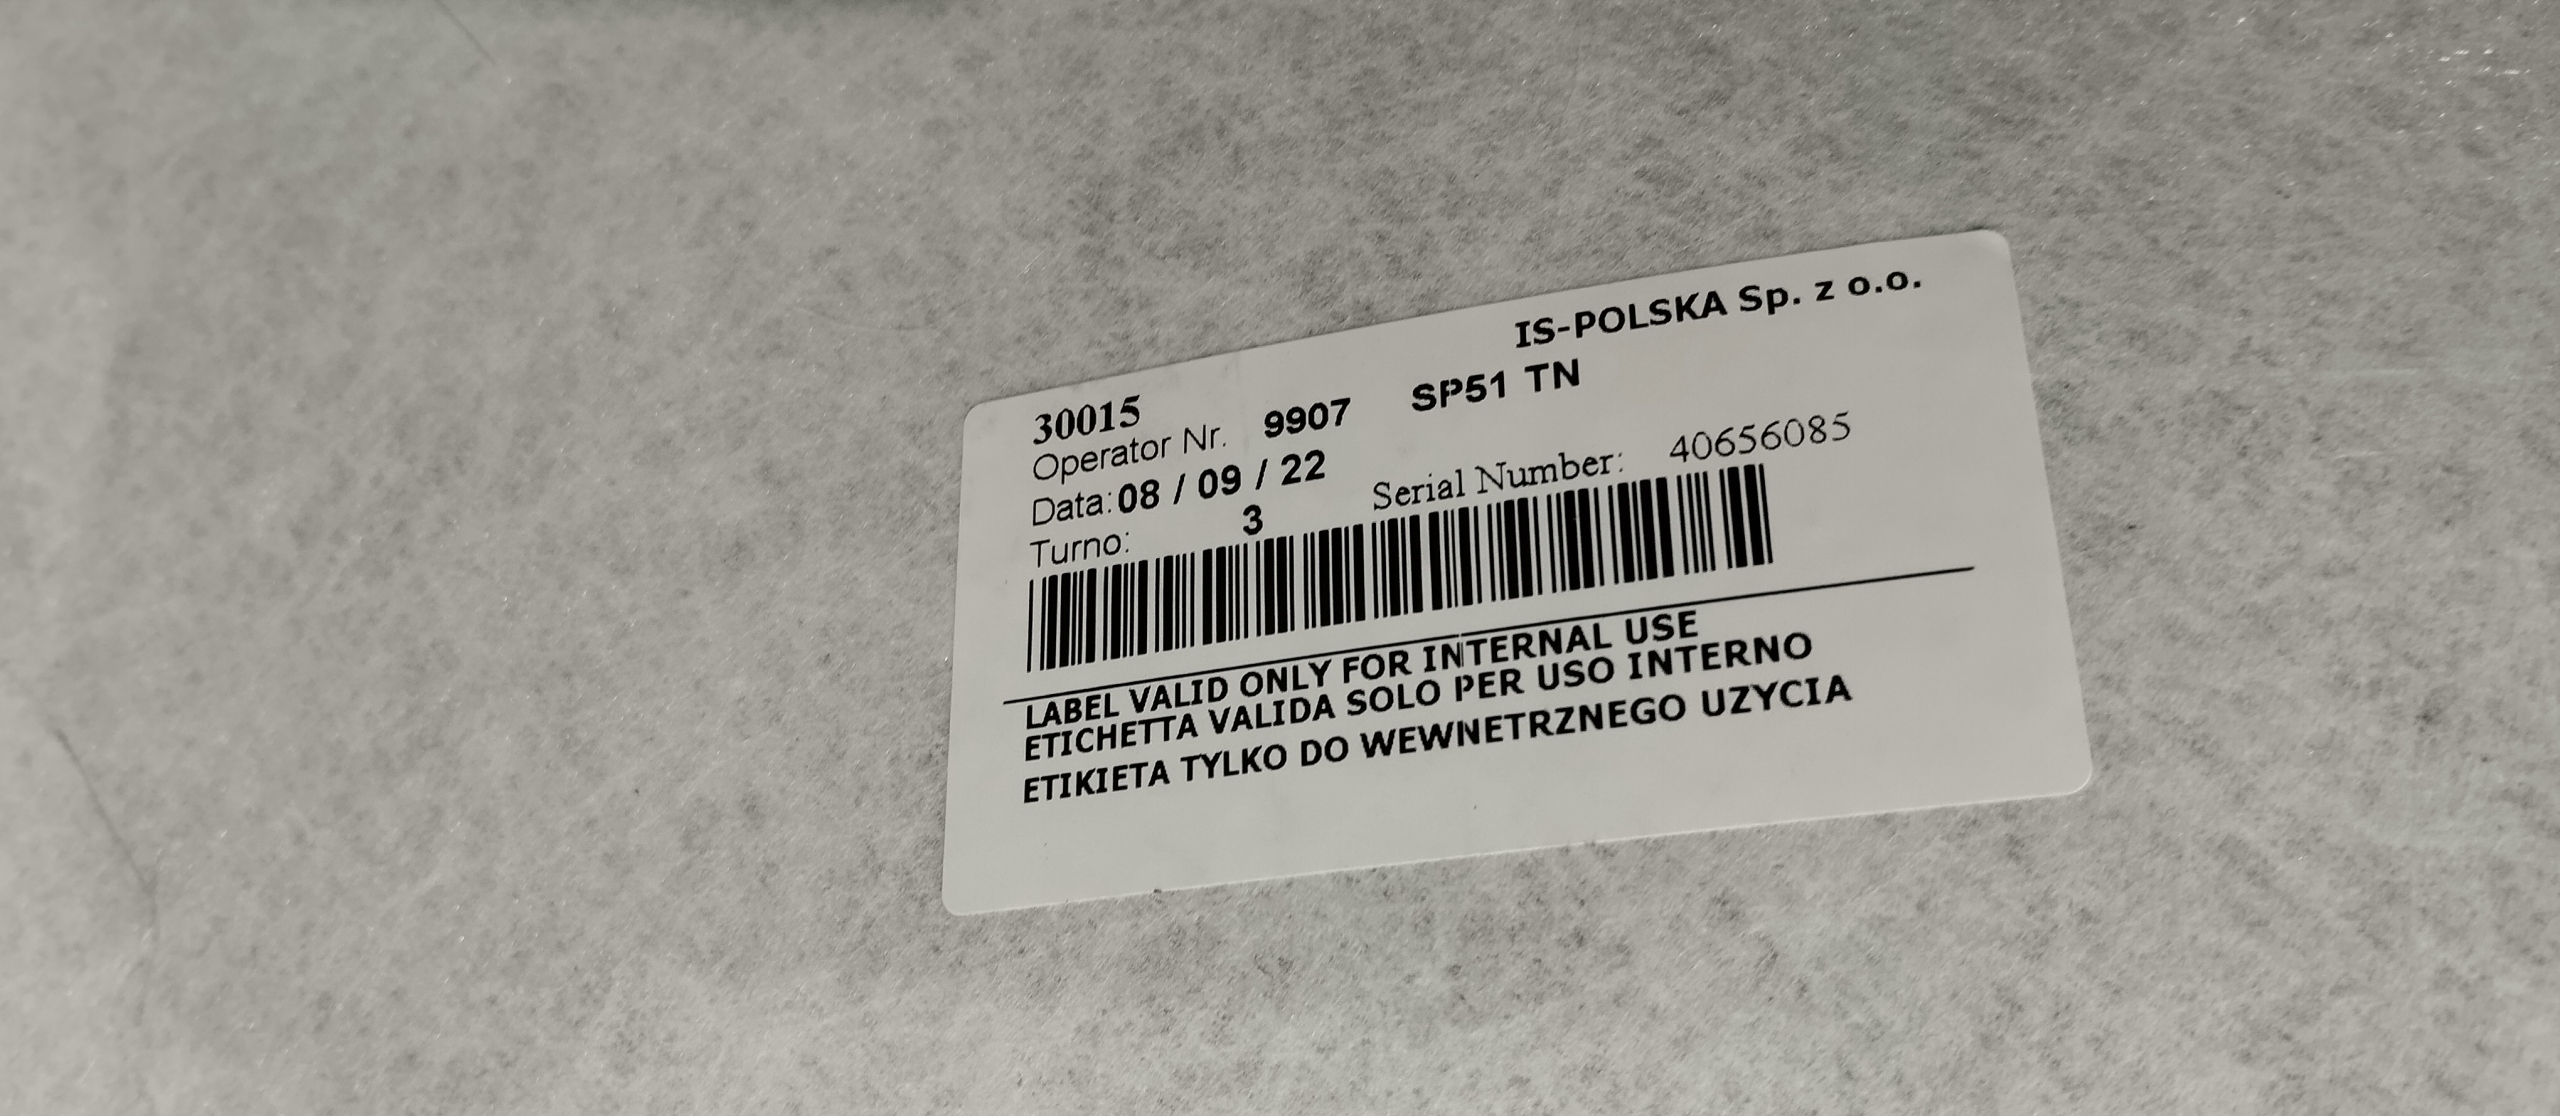 IS-POLSKA Sp. z o.o.
30015
Operator Nr. 9907 SP51 TN
Data: 08 / 09 / 22 Serial Number: 40656085
Turno: 3
LABEL VALID ONLY FOR INTERNAL USE
ETICHETTA VALIDA SOLO PER USO INTERNO
ETIKIETA TYLKO DO WEWNETRZNEGO UZYCIA